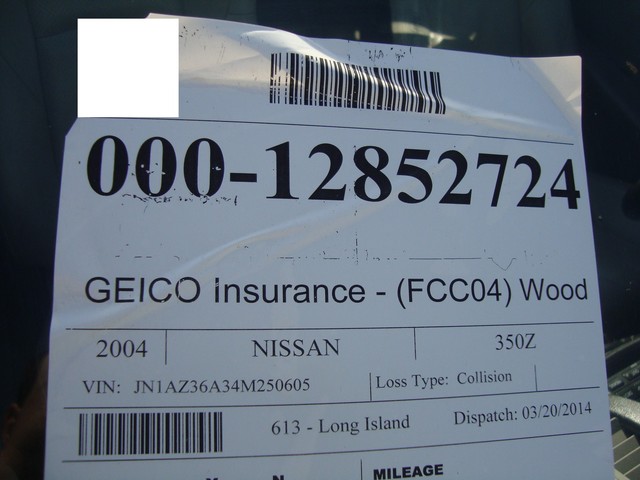 000-12852724
GEICO Insurance - (FCC04) Wood
2004 NISSAN 350Z
VIN: JN1AZ36A34M250605 Loss Type: Collision
613 - Long Island Dispatch: 03/20/2014
MILEAGE